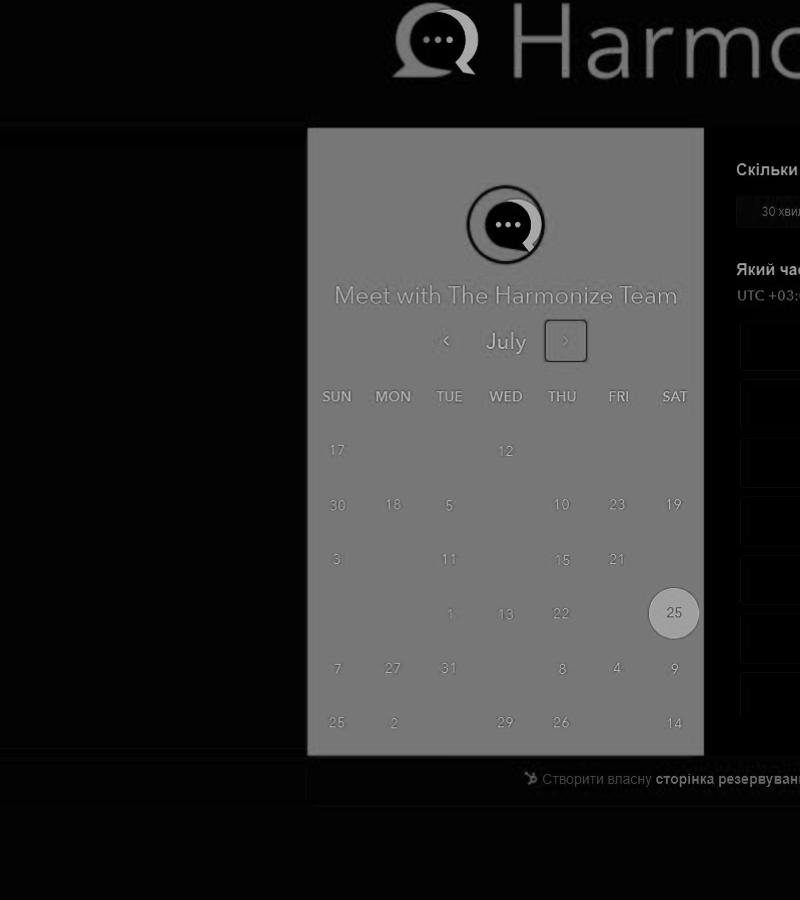 Harmo
Meet with The Harmonize Team
July
SUN MON TUE WED THU FRI SAT
17 12
30 18 5 10 23 19
3 11 15 21
1 13 22 25
7 27 31 8 4 9
25 2 29 26 14
Скільки
30 хви
Який ча
UTC +03:
Створити власну сторінка резервуван